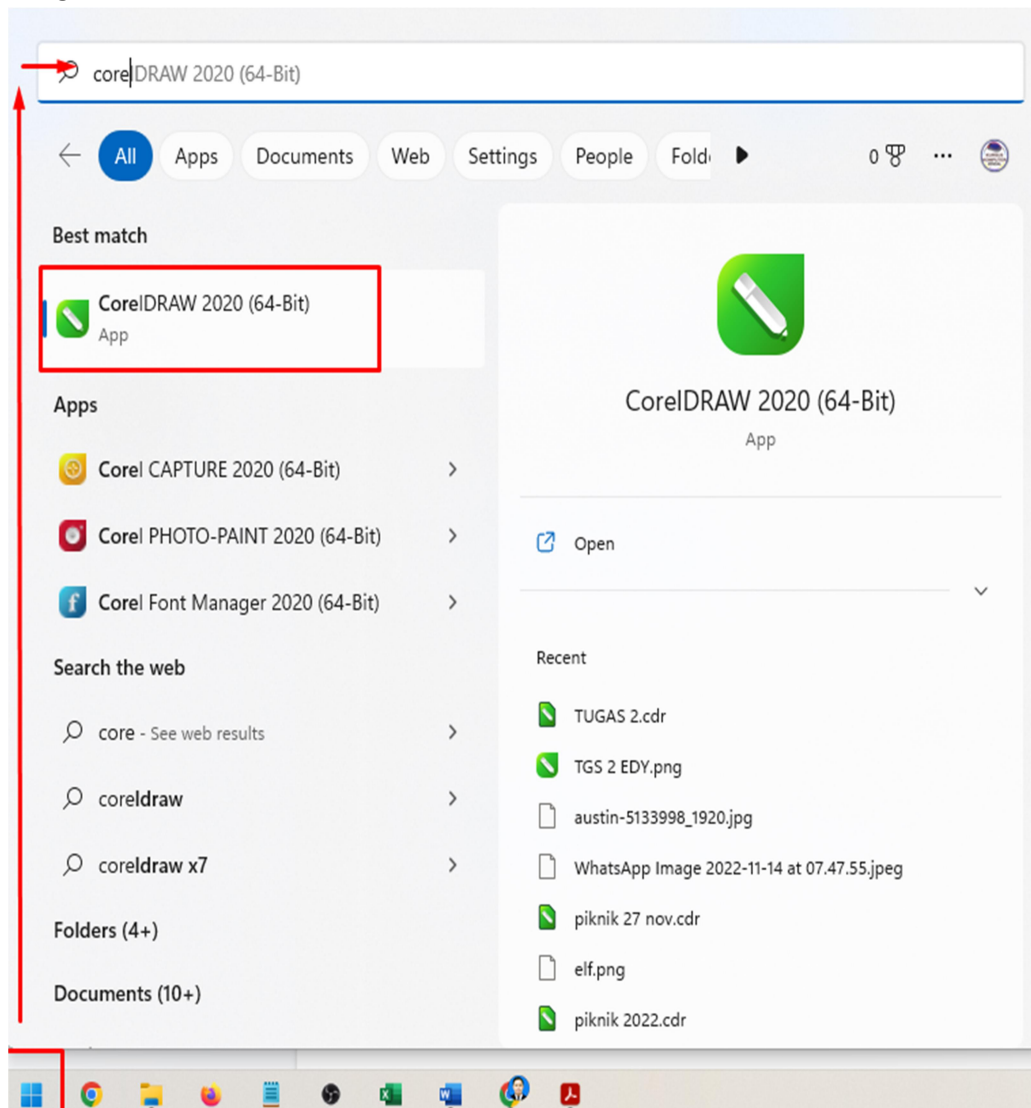 corelDRAW 2020 (64-Bit)
All Apps Documents Web Settings People Fold 0 ...
Best match
CorelDRAW 2020 (64-Bit)
App
Apps
Corel CAPTURE 2020 (64-Bit)
Corel PHOTO-PAINT 2020 (64-Bit)
Corel Font Manager 2020 (64-Bit)
Search the web
core - See web results
coreldraw
coreldraw x7
Folders (4+)
Documents (10+)
CorelDRAW 2020 (64-Bit)
App
Open
Recent
TUGAS 2.cdr
TGS 2 EDY.png
austin-5133998_1920.jpg
WhatsApp Image 2022-11-14 at 07.47.55.jpeg
piknik 27 nov.cdr
elf.png
piknik 2022.cdr